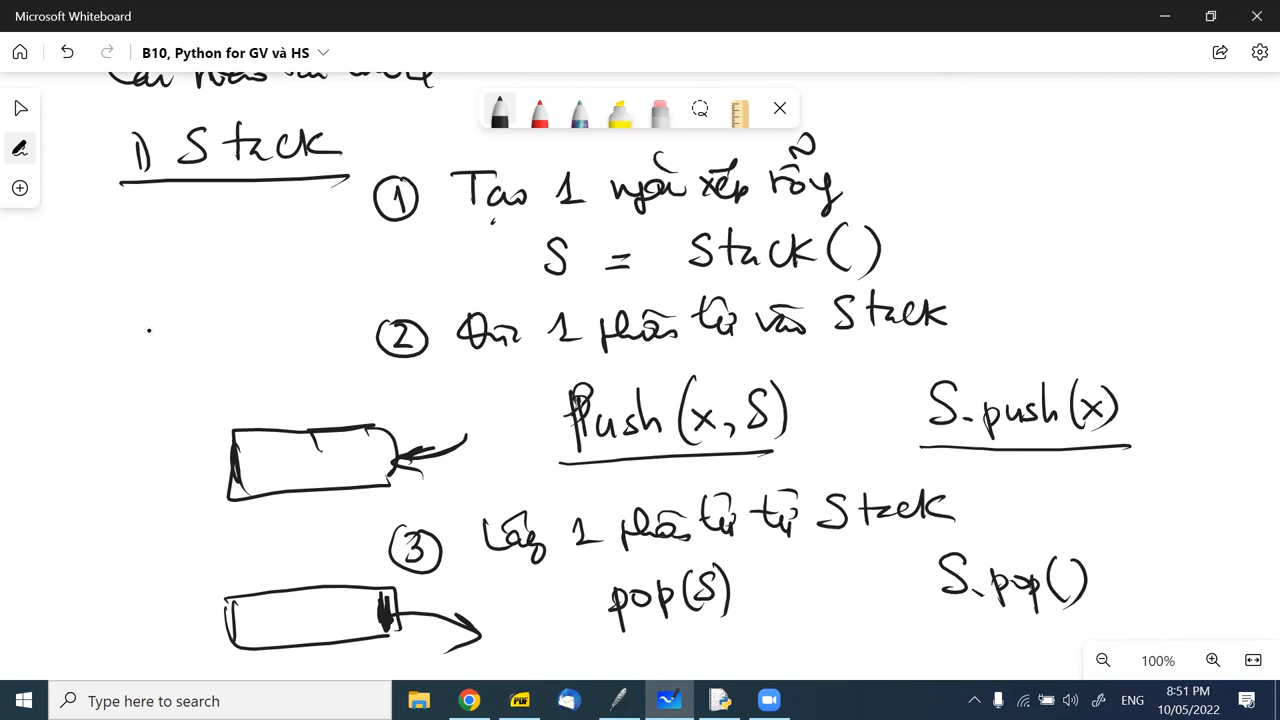 Microsoft Whiteboard
B10, Python for GV và HS
1) Stack
① Tạo 1 ngăn xếp rỗng
S = Stack()
② Đưa 1 phần tử vào Stack
Push(x, S) S.push(x)
③ Lấy 1 phần tử từ Stack
pop(S) S.pop()
100%
Type here to search
PDF
ENG
8:51 PM
10/05/2022